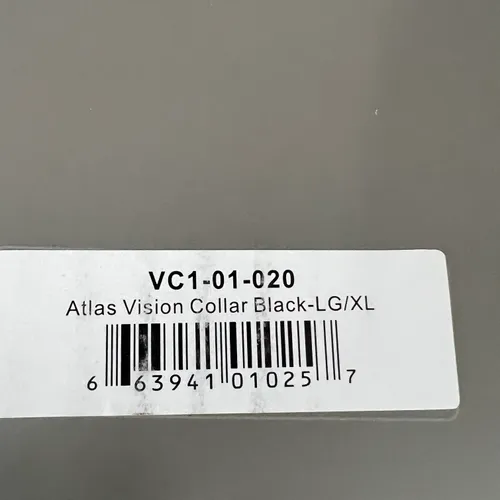 VC1-01-020
Atlas Vision Collar Black-LG/XL
6 63941 01025 7